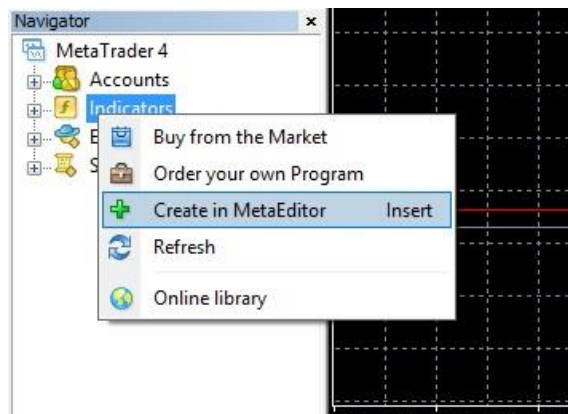 Navigator
MetaTrader 4
Accounts
Indicators
E
Buy from the Market
S
Order your own Program
Create in MetaEditor Insert
Refresh
Online library